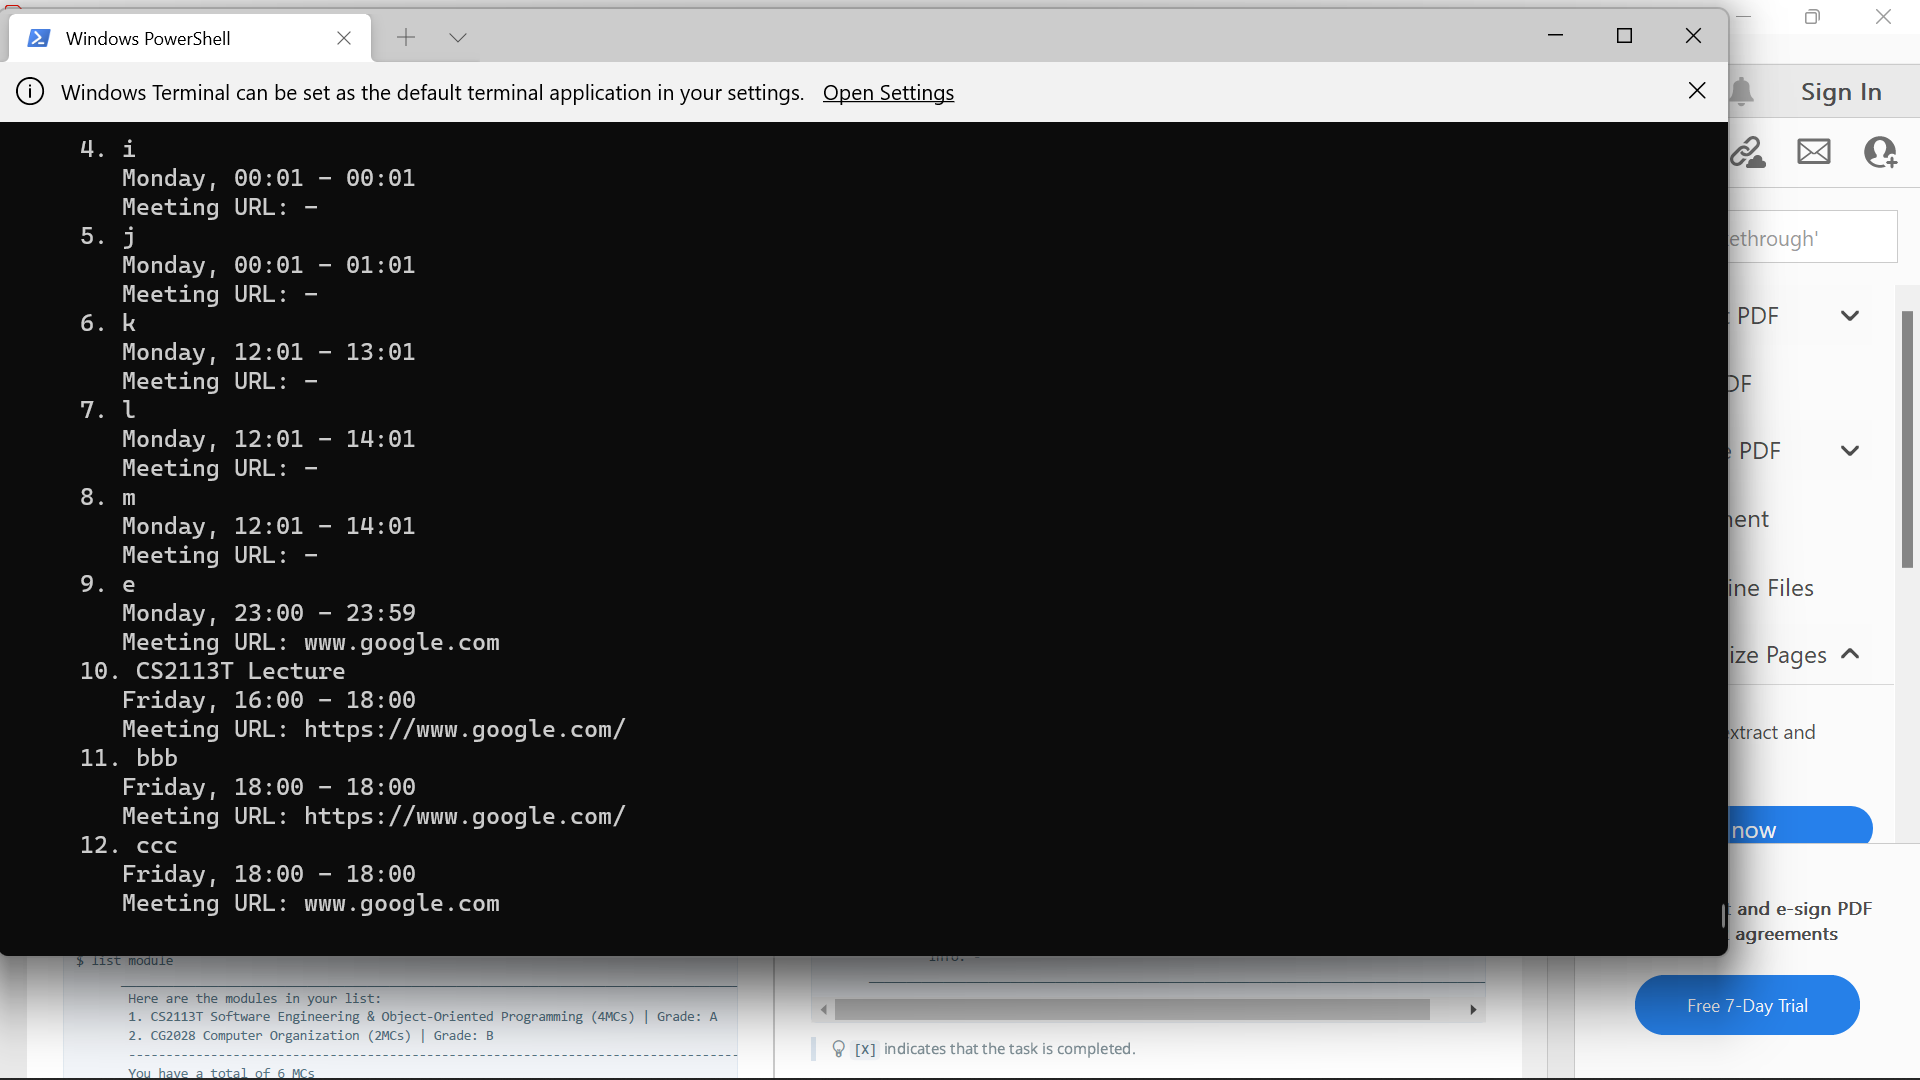 Windows PowerShell
Windows Terminal can be set as the default terminal application in your settings. Open Settings
4. i
Monday, 00:01 - 00:01
Meeting URL: -
5. j
Monday, 00:01 - 01:01
Meeting URL: -
6. k
Monday, 12:01 - 13:01
Meeting URL: -
7. l
Monday, 12:01 - 14:01
Meeting URL: -
8. m
Monday, 12:01 - 14:01
Meeting URL: -
9. e
Monday, 23:00 - 23:59
Meeting URL: www.google.com
10. CS2113T Lecture
Friday, 16:00 - 18:00
Meeting URL: https://www.google.com/
11. bbb
Friday, 18:00 - 18:00
Meeting URL: https://www.google.com/
12. ccc
Friday, 18:00 - 18:00
Meeting URL: www.google.com
Sign In
ethrough'
PDF
DF
PDF
ent
ine Files
ize Pages
xtract and
now
and e-sign PDF
agreements
Free 7-Day Trial
$ list module
Here are the modules in your list:
1. CS2113T Software Engineering & Object-Oriented Programming (4MCs) | Grade: A
2. CG2028 Computer Organization (2MCs) | Grade: B
You have a total of 6 MCs
[X] indicates that the task is completed.